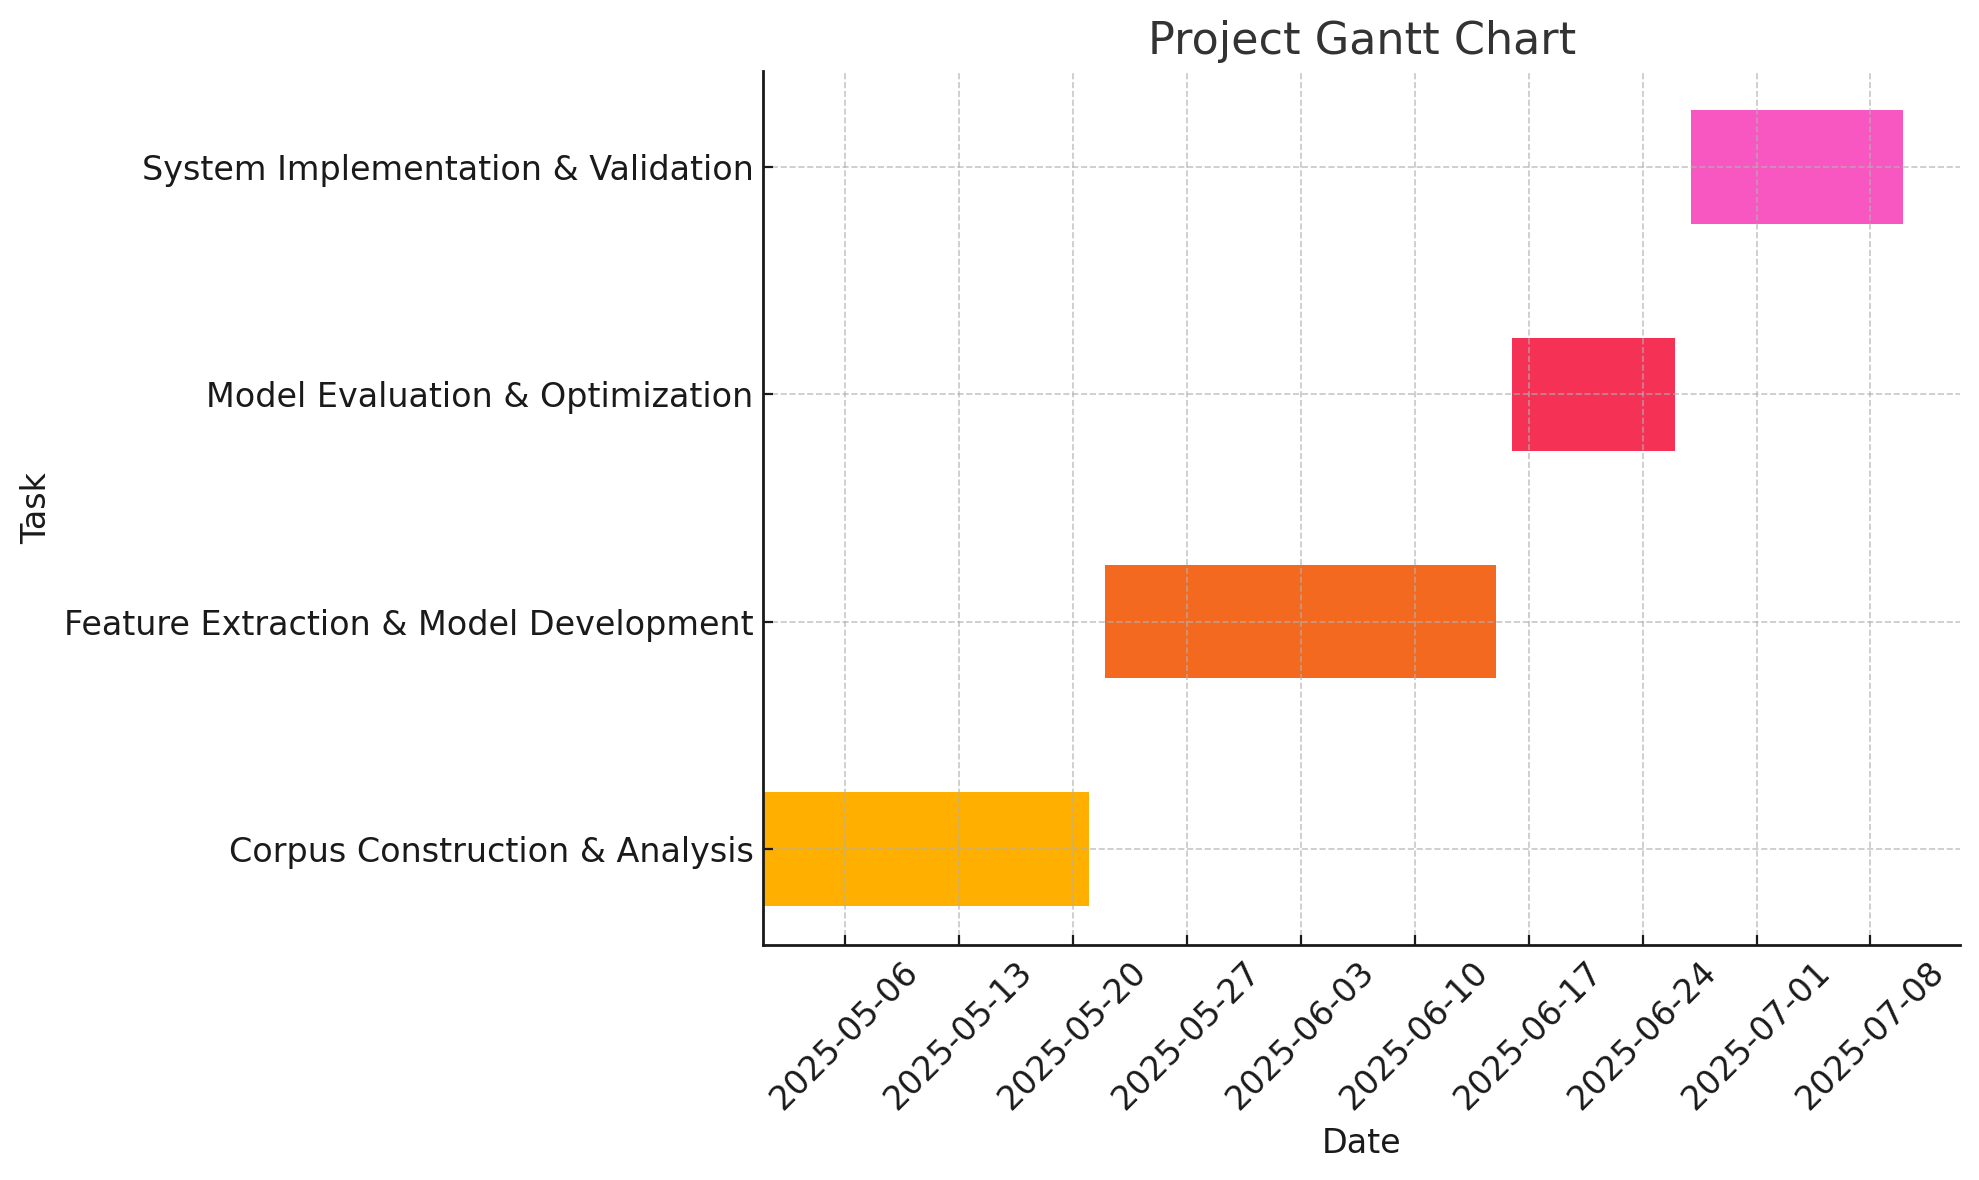 Project Gantt Chart
System Implementation & Validation
Model Evaluation & Optimization
Task
Feature Extraction & Model Development
Corpus Construction & Analysis
2025-05-06
2025-05-13
2025-05-20
2025-05-27
2025-06-03
2025-06-10
2025-06-17
2025-06-24
2025-07-01
2025-07-08
Date